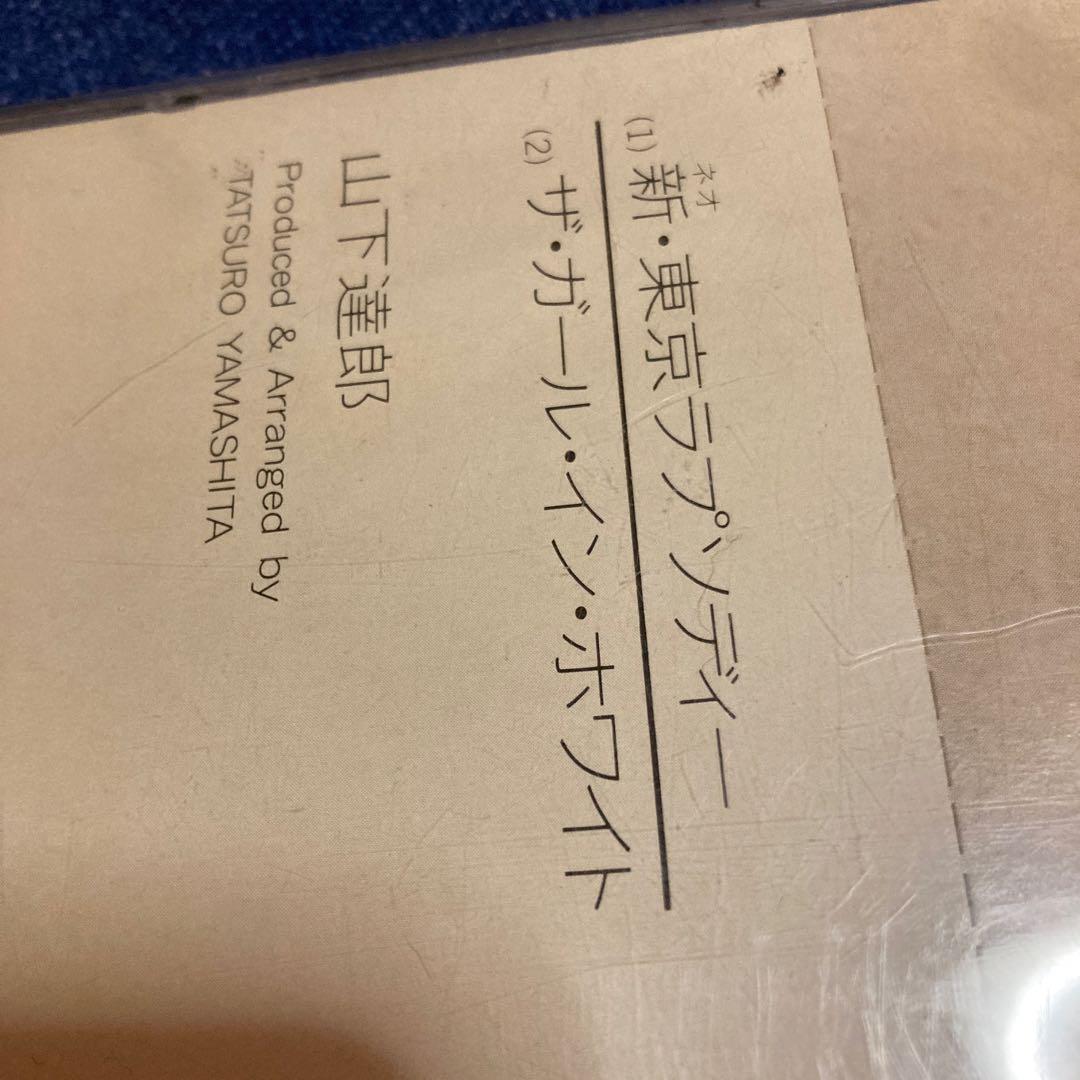 (1)新・東京ラプソディー
ネオ
(2)ザ・ガール・イン・ホワイト
山下達郎
Produced & Arranged by
TATSURO YAMASHITA